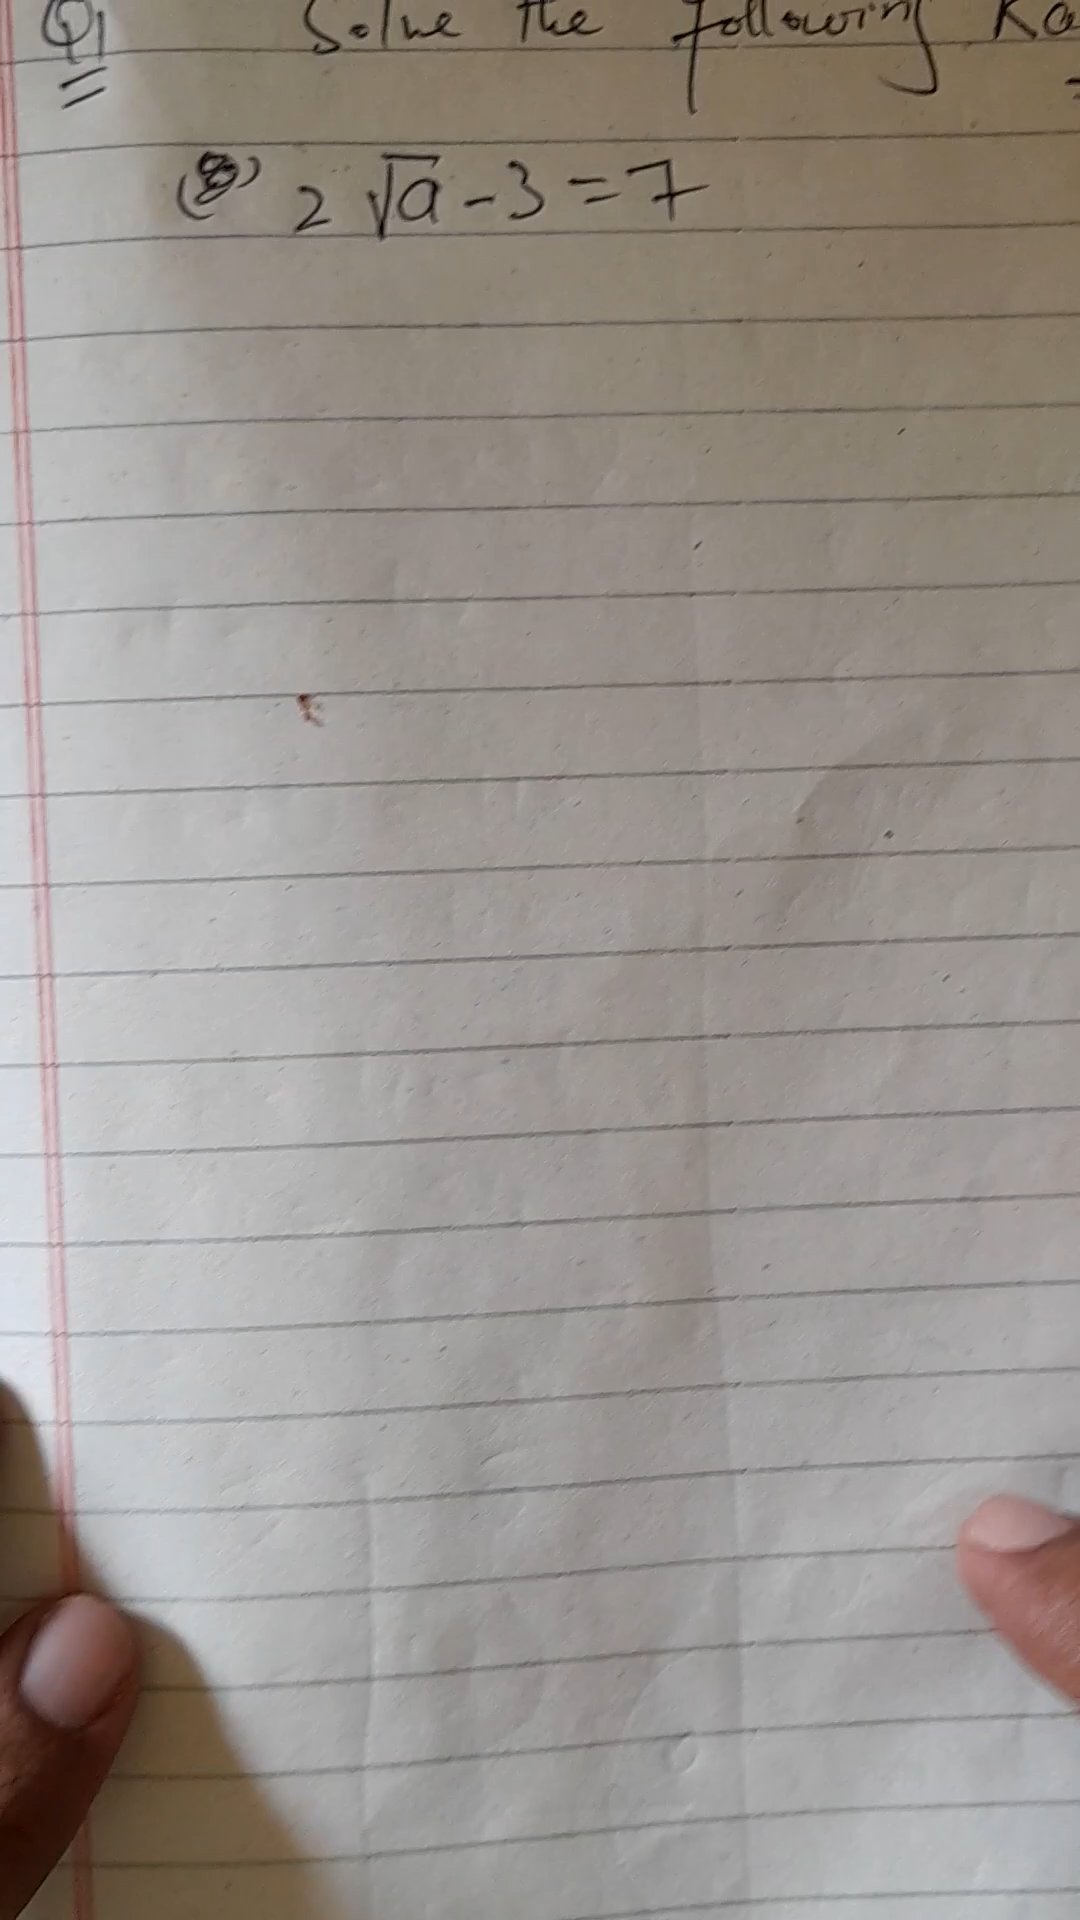 Q1 Solve the following
2 √a - 3 = 7